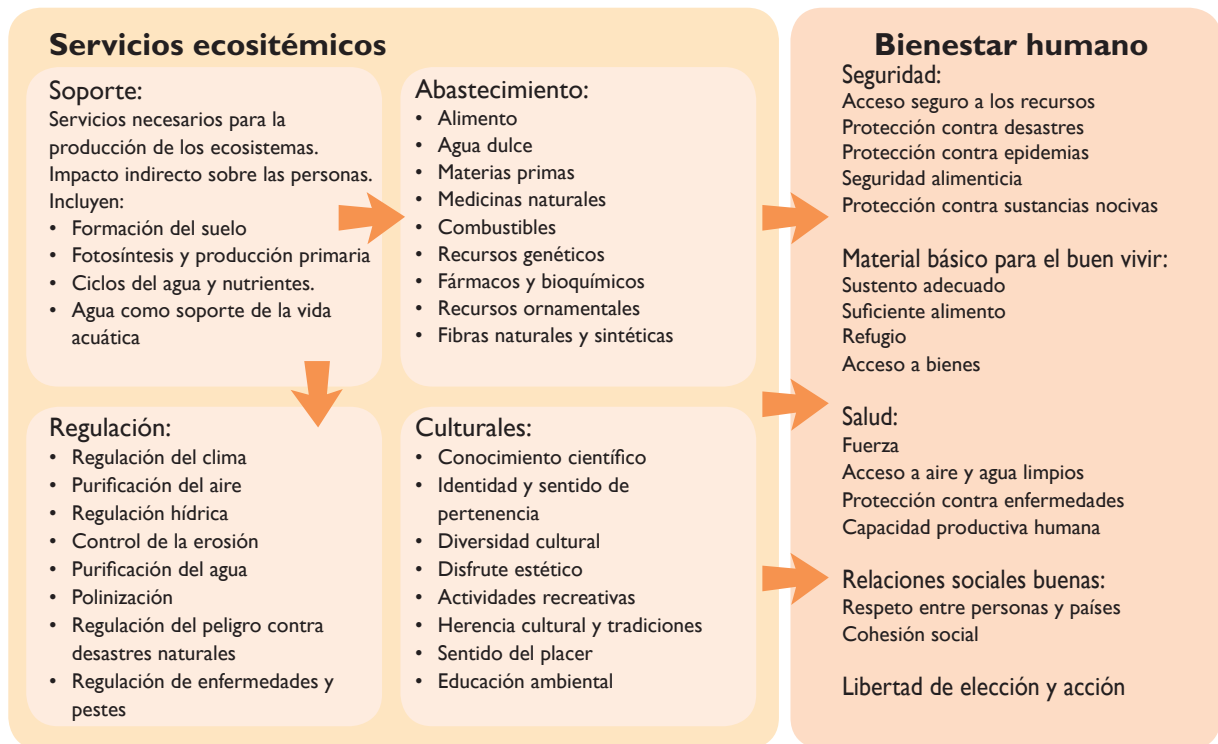 Servicios ecositémicos
Soporte:
Servicios necesarios para la
producción de los ecosistemas.
Impacto indirecto sobre las personas.
Incluyen:
• Formación del suelo
• Fotosíntesis y producción primaria
• Ciclos del agua y nutrientes.
• Agua como soporte de la vida
acuática
Abastecimiento:
• Alimento
• Agua dulce
• Materias primas
• Medicinas naturales
• Combustibles
• Recursos genéticos
• Fármacos y bioquímicos
• Recursos ornamentales
• Fibras naturales y sintéticas
Regulación:
• Regulación del clima
• Purificación del aire
• Regulación hídrica
• Control de la erosión
• Purificación del agua
• Polinización
• Regulación del peligro contra
desastres naturales
• Regulación de enfermedades y
pestes
Culturales:
• Conocimiento científico
• Identidad y sentido de
pertenencia
• Diversidad cultural
• Disfrute estético
• Actividades recreativas
• Herencia cultural y tradiciones
• Sentido del placer
• Educación ambiental
Bienestar humano
Seguridad:
Acceso seguro a los recursos
Protección contra desastres
Protección contra epidemias
Seguridad alimenticia
Protección contra sustancias nocivas
Material básico para el buen vivir:
Sustento adecuado
Suficiente alimento
Refugio
Acceso a bienes
Salud:
Fuerza
Acceso a aire y agua limpios
Protección contra enfermedades
Capacidad productiva humana
Relaciones sociales buenas:
Respeto entre personas y países
Cohesión social
Libertad de elección y acción